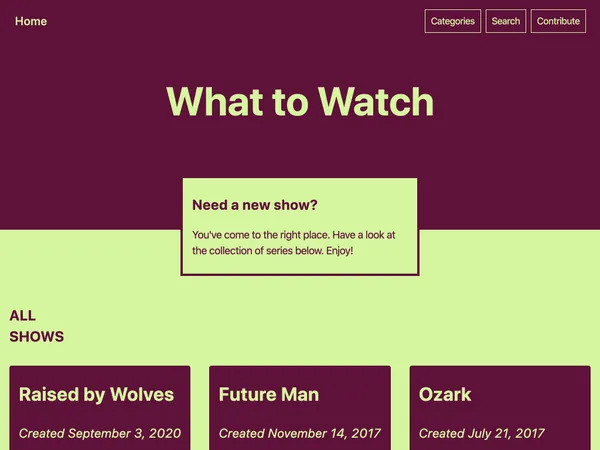 Home
Categories
Search
Contribute
What to Watch
Need a new show?
You've come to the right place. Have a look at
the collection of series below. Enjoy!
ALL
SHOWS
Raised by Wolves
Created September 3, 2020
Future Man
Created November 14, 2017
Ozark
Created July 21, 2017